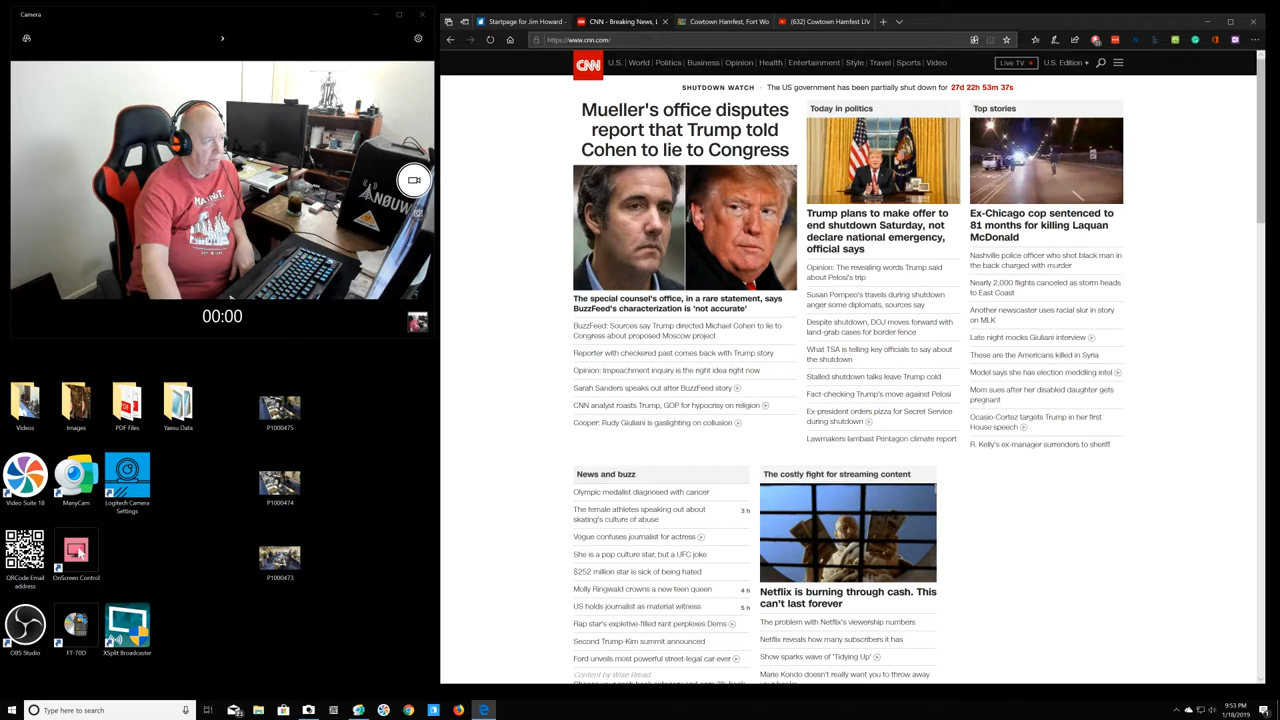 Camera
00:00
Videos
Images
PDF Files
Yaesu Data
P1000475
Video Suite 18
ManyCam
Logitech Camera
Settings
P1000474
QRCode Email
address
OnScreen Control
P1000473
OBS Studio
FT-70D
XSplit Broadcaster
Startpage for Jim Howard -
CNN - Breaking News, L
Cowtown Hamfest, Fort Wo
(632) Cowtown Hamfest LIV
https://www.cnn.com/
CNN
U.S. World Politics Business Opinion Health Entertainment Style Travel Sports Video
Live TV
U.S. Edition +
SHUTDOWN WATCH The US government has been partially shut down for 27d 22h 53m 37s
Mueller's office disputes
report that Trump told
Cohen to lie to Congress
The special counsel's office, in a rare statement, says
BuzzFeed's characterization is 'not accurate'
BuzzFeed: Sources say Trump directed Michael Cohen to lie to
Congress about proposed Moscow project
Reporter with checkered past comes back with Trump story
Opinion: Impeachment inquiry is the right idea right now
Sarah Sanders speaks out after BuzzFeed story
CNN analyst roasts Trump, GOP for hypocrisy on religion
Cooper: Rudy Giuliani is gaslighting on collusion
Today in politics
Trump plans to make offer to
end shutdown Saturday, not
declare national emergency,
official says
Opinion: The revealing words Trump said
about Pelosi's trip
Susan Pompeo's travels during shutdown
anger some diplomats, sources say
Despite shutdown, DOJ moves forward with
land-grab cases for border fence
What TSA is telling key officials to say about
the shutdown
Stalled shutdown talks leave Trump cold
Fact-checking Trump's move against Pelosi
Ex-president orders pizza for Secret Service
during shutdown
Lawmakers lambast Pentagon climate report
Top stories
Ex-Chicago cop sentenced to
81 months for killing Laquan
McDonald
Nashville police officer who shot black man in
the back charged with murder
Nearly 2,000 flights canceled as storm heads
to East Coast
Another newscaster uses racial slur in story
on MLK
Late night mocks Giuliani interview
These are the Americans killed in Syria
Model says she has election meddling intel
Mom sues after her disabled daughter gets
pregnant
Ocasio-Cortez targets Trump in her first
House speech
R. Kelly's ex-manager surrenders to sheriff
News and buzz
Olympic medalist diagnosed with cancer
The female athletes speaking out about
skating's culture of abuse
3 h
Vogue confuses journalist for actress
She is a pop culture star, but a UFC joke
$252 million star is sick of being hated
Molly Ringwald crowns a new teen queen
4 h
US holds journalist as material witness
5 h
Rap star's expletive-filled rant perplexes Dems
Second Trump-Kim summit announced
Ford unveils most powerful street-legal car ever
Content by Wise Bread
The costly fight for streaming content
Netflix is burning through cash. This
can't last forever
The problem with Netflix's viewership numbers
Netflix reveals how many subscribers it has
Show sparks wave of 'Tidying Up'
Marie Kondo doesn't really want you to throw away
Type here to search
9:53 PM
1/18/2019